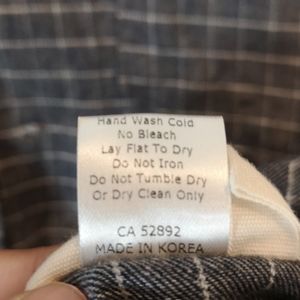 Hand Wash Cold
No Bleach
Lay Flat To Dry
Do Not Iron
Do Not Tumble Dry
Or Dry Clean Only
CA 52892
MADE IN KOREA